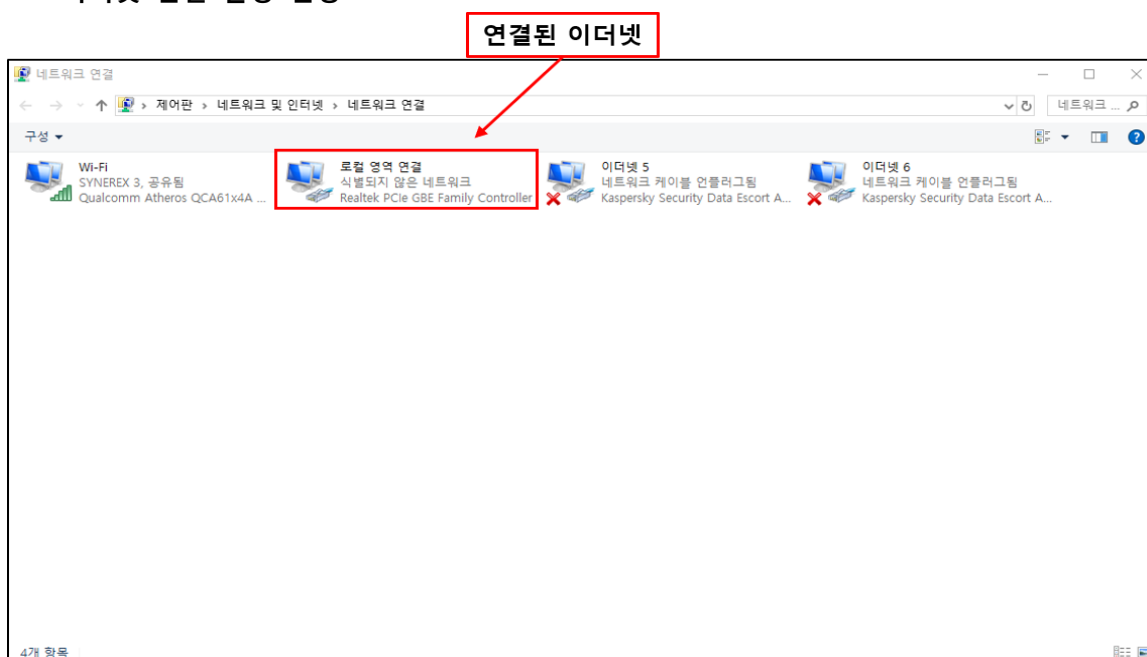 연결된 이더넷
네트워크 연결
제어판 › 네트워크 및 인터넷 › 네트워크 연결
네트워크 ...
구성
Wi-Fi
SYNEREX 3, 공유됨
Qualcomm Atheros QCA61x4A ...
로컬 영역 연결
식별되지 않은 네트워크
Realtek PCIe GBE Family Controller
이더넷 5
네트워크 케이블 언플러그됨
Kaspersky Security Data Escort A...
이더넷 6
네트워크 케이블 언플러그됨
Kaspersky Security Data Escort A...
4개 항목